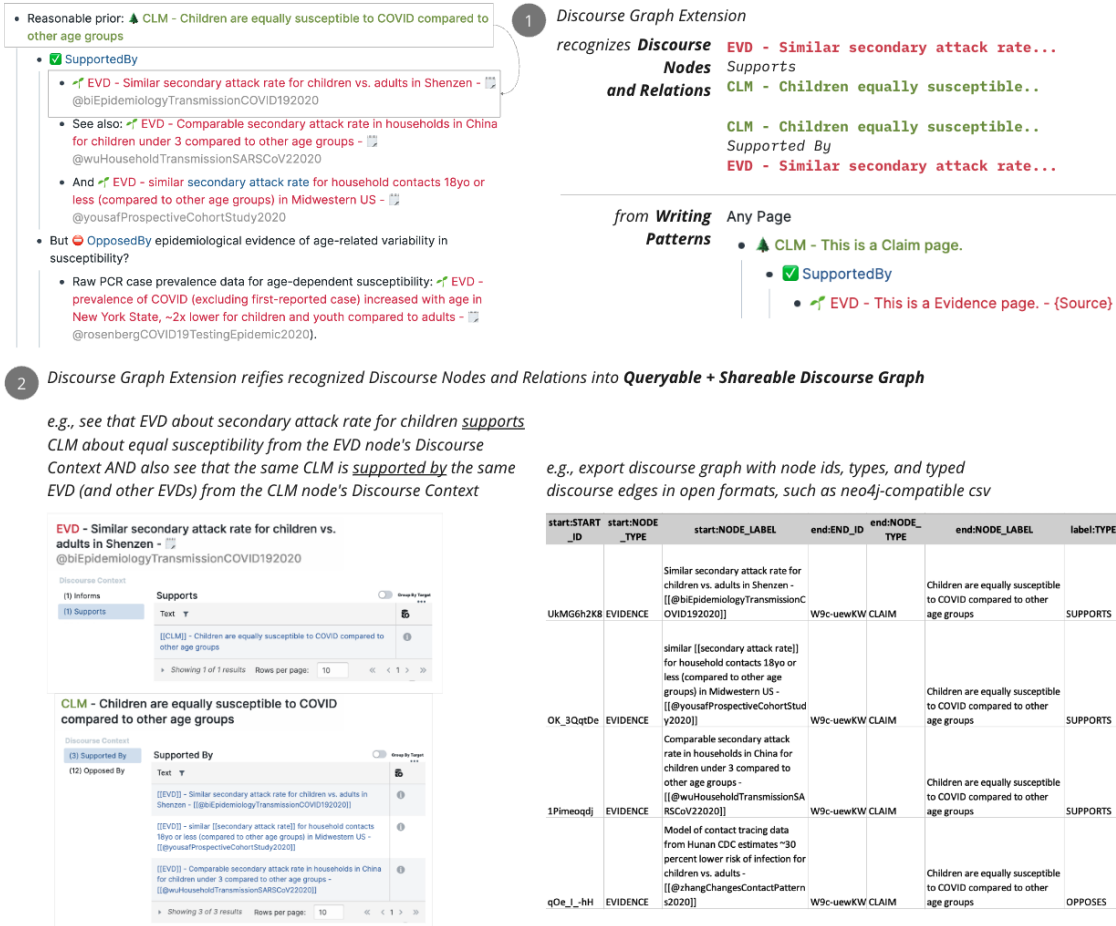 Reasonable prior: 🌲 CLM - Children are equally susceptible to COVID compared to
other age groups
✅ SupportedBy
🌱 EVD - Similar secondary attack rate for children vs. adults in Shenzen - 🗒️
@biEpidemiologyTransmissionCOVID192020
See also: 🌱 EVD - Comparable secondary attack rate in households in China
for children under 3 compared to other age groups - 🗒️
@wuHouseholdTransmissionSARSCoV22020
And 🌱 EVD - similar secondary attack rate for household contacts 18yo or
less (compared to other age groups) in Midwestern US - 🗒️
@yousafProspectiveCohortStudy2020
But ⛔ OpposedBy epidemiological evidence of age-related variability in
susceptibility?
Raw PCR case prevalence data for age-dependent susceptibility: 🌱 EVD -
prevalence of COVID (excluding first-reported case) increased with age in
New York State, ~2x lower for children and youth compared to adults - 🗒️
@rosenbergCOVID19TestingEpidemic2020).
1
Discourse Graph Extension
recognizes Discourse
Nodes
and Relations
EVD - Similar secondary attack rate...
Supports
CLM - Children equally susceptible..
CLM - Children equally susceptible..
Supported By
EVD - Similar secondary attack rate...
from Writing
Patterns
Any Page
🌲 CLM - This is a Claim page.
✅ SupportedBy
🌱 EVD - This is a Evidence page. - {Source}
2
Discourse Graph Extension reifies recognized Discourse Nodes and Relations into Queryable + Shareable Discourse Graph
e.g., see that EVD about secondary attack rate for children supports
CLM about equal susceptibility from the EVD node's Discourse
Context AND also see that the same CLM is supported by the same
EVD (and other EVDs) from the CLM node's Discourse Context
EVD - Similar secondary attack rate for children vs.
adults in Shenzen - 🗒️
@biEpidemiologyTransmissionCOVID192020
Discourse Context
(1) Informs
(1) Supports
Supports
Group By Target
Text
[[CLM]] - Children are equally susceptible to COVID compared to
other age groups
Showing 1 of 1 results Rows per page: 10 « < 1 > »
CLM - Children are equally susceptible to COVID
compared to other age groups
Discourse Context
(3) Supported By
(12) Opposed By
Supported By
Group By Target
Text
[[EVD]] - Similar secondary attack rate for children vs. adults in
Shenzen - [[@biEpidemiologyTransmissionCOVID192020]]
[[EVD]] - similar [[secondary attack rate]] for household contacts
18yo or less (compared to other age groups) in Midwestern US -
[[@yousafProspectiveCohortStudy2020]]
[[EVD]] - Comparable secondary attack rate in households in China
for children under 3 compared to other age groups -
[[@wuHouseholdTransmissionSARSCoV22020]]
Showing 3 of 3 results Rows per page: 10 « < 1 > »
e.g., export discourse graph with node ids, types, and typed
discourse edges in open formats, such as neo4j-compatible csv
start:START
_ID
start:NODE
_TYPE
start:NODE_LABEL
end:END_ID
end:NODE_
TYPE
end:NODE_LABEL
label:TYPE
Similar secondary attack rate for
children vs. adults in Shenzen -
[[@biEpidemiologyTransmissionC
OVID192020]]
Children are equally susceptible
to COVID compared to other
age groups
UkMG6h2K8 EVIDENCE
W9c-uewKW CLAIM
SUPPORTS
similar [[secondary attack rate]]
for household contacts 18yo or
less (compared to other age
groups) in Midwestern US -
[[@yousafProspectiveCohortStud
y2020]]
Children are equally susceptible
to COVID compared to other
age groups
OK_3QqtDe EVIDENCE
W9c-uewKW CLAIM
SUPPORTS
Comparable secondary attack
rate in households in China for
children under 3 compared to
other age groups -
[[@wuHouseholdTransmissionSA
RSCoV22020]]
Children are equally susceptible
to COVID compared to other
age groups
1Pimeoqdj EVIDENCE
W9c-uewKW CLAIM
SUPPORTS
Model of contact tracing data
from Hunan CDC estimates ~30
percent lower risk of infection for
children vs. adults -
[[@zhangChangesContactPattern
s2020]]
Children are equally susceptible
to COVID compared to other
age groups
qOe_I_-hH EVIDENCE
W9c-uewKW CLAIM
OPPOSES